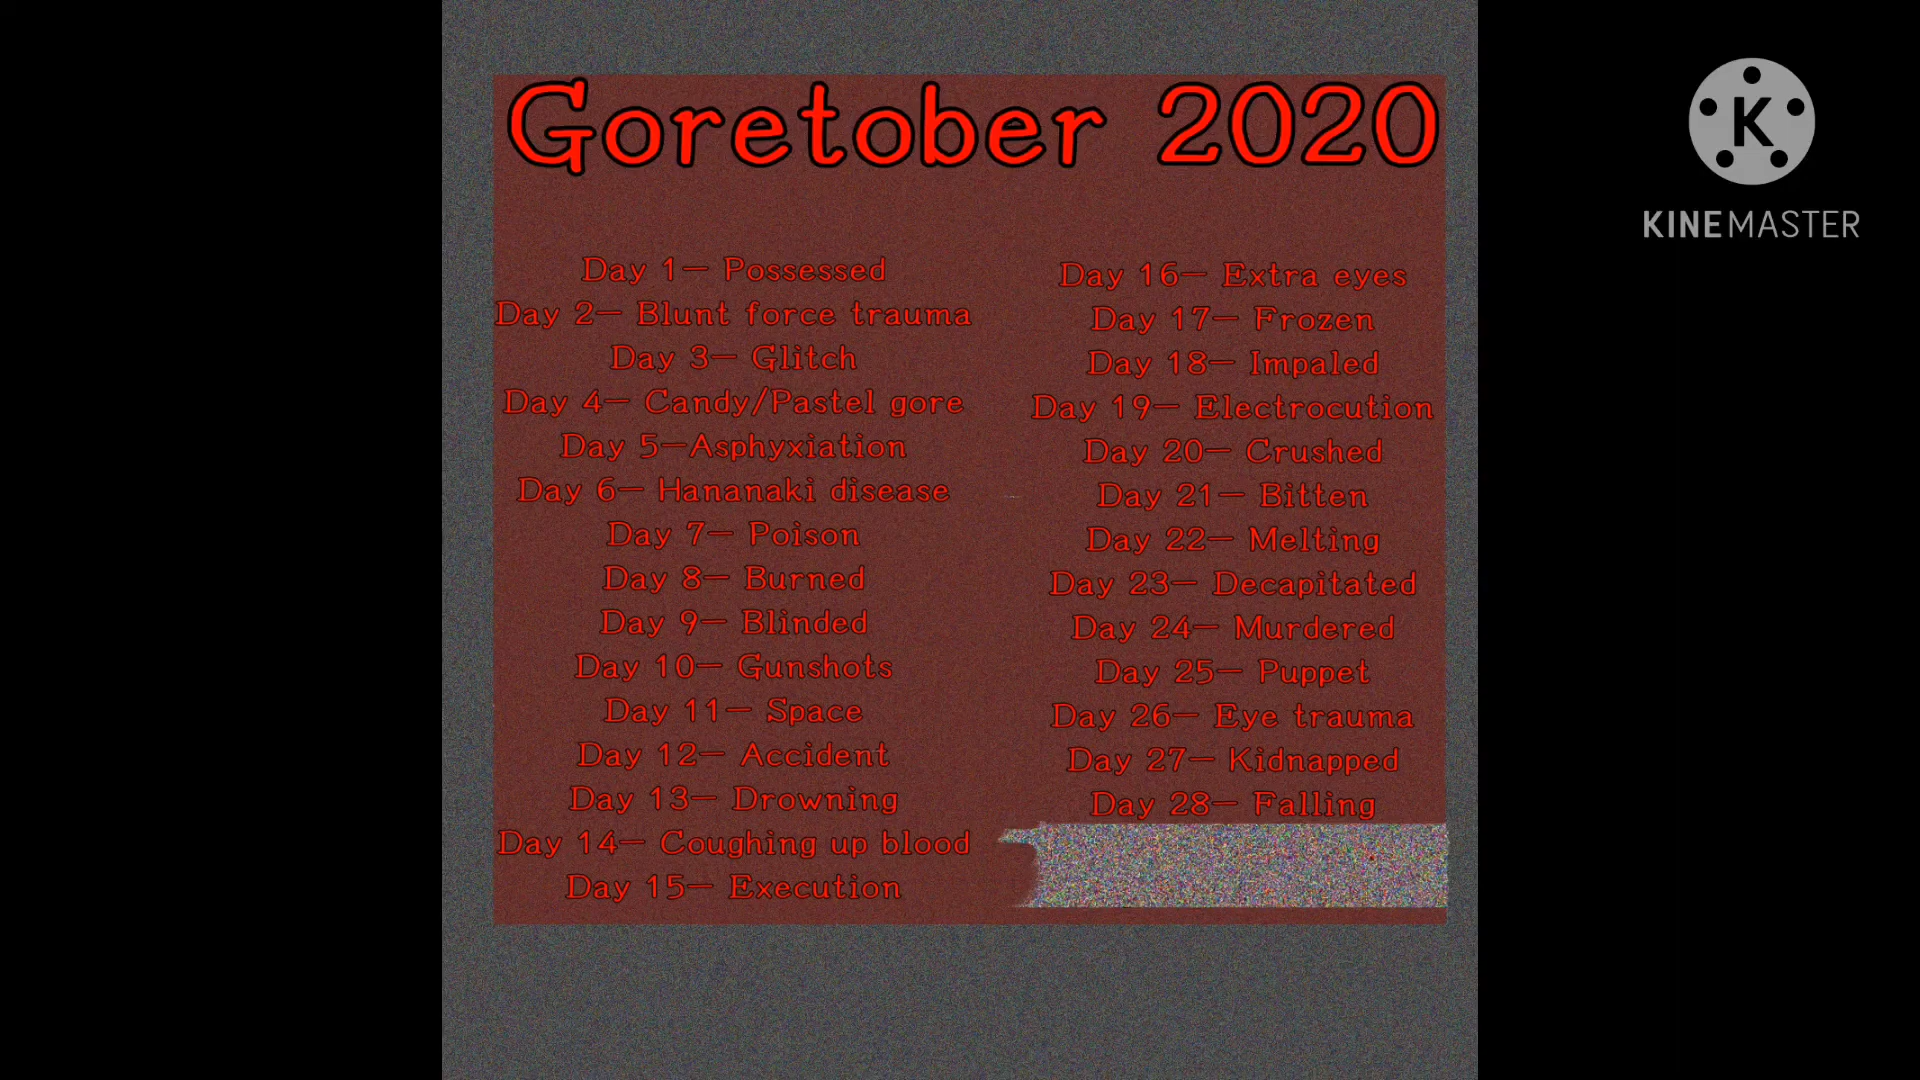 Goretober 2020
Day 1— Possessed
Day 2— Blunt force trauma
Day 3— Glitch
Day 4— Candy/Pastel gore
Day 5—Asphyxiation
Day 6— Hananaki disease
Day 7— Poison
Day 8— Burned
Day 9— Blinded
Day 10— Gunshots
Day 11— Space
Day 12— Accident
Day 13— Drowning
Day 14— Coughing up blood
Day 15— Execution
Day 16— Extra eyes
Day 17— Frozen
Day 18— Impaled
Day 19— Electrocution
Day 20— Crushed
Day 21— Bitten
Day 22— Melting
Day 23— Decapitated
Day 24— Murdered
Day 25— Puppet
Day 26— Eye trauma
Day 27— Kidnapped
Day 28— Falling
K
KINEMASTER